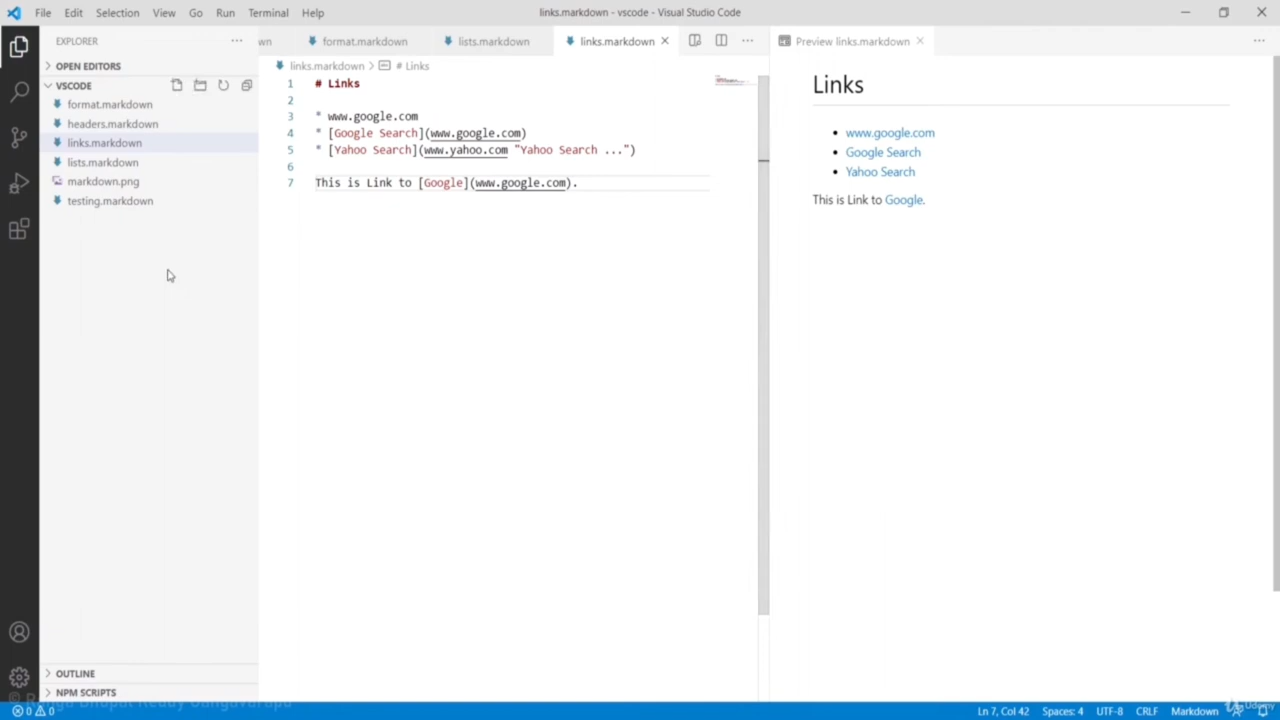 File Edit Selection View Go Run Terminal Help
links.markdown - vscode - Visual Studio Code
EXPLORER
OPEN EDITORS
VSCODE
format.markdown
headers.markdown
links.markdown
lists.markdown
markdown.png
testing.markdown
OUTLINE
NPM SCRIPTS
wn format.markdown lists.markdown links.markdown
links.markdown > # Links
1 # Links
2
3 * www.google.com
4 * [Google Search](www.google.com)
5 * [Yahoo Search](www.yahoo.com "Yahoo Search ...")
6
7 This is Link to [Google](www.google.com).
Preview links.markdown
Links
• www.google.com
• Google Search
• Yahoo Search
This is Link to Google.
0 0
Ln 7, Col 42 Spaces: 4 UTF-8 CRLF Markdown
Udemy